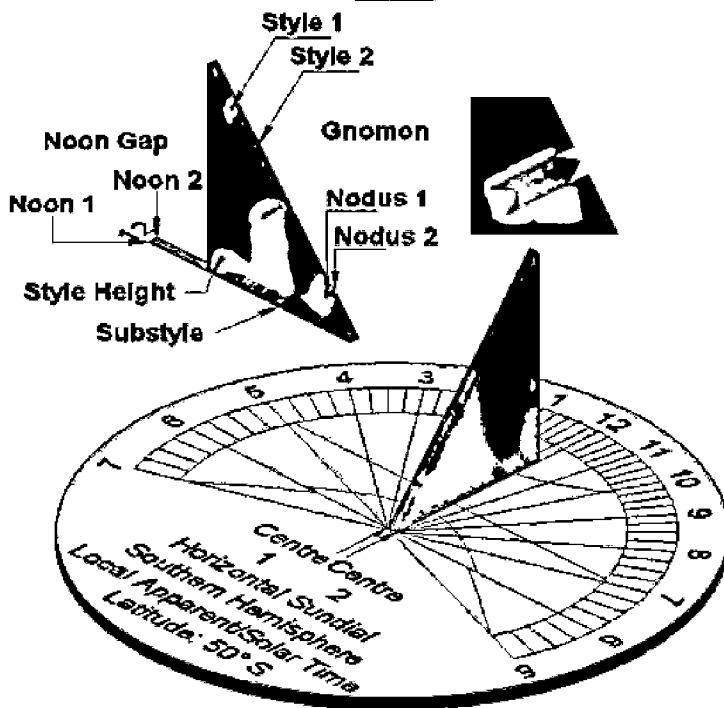 Style 1
Style 2
Gnomon
Noon Gap
Noon 2
Noon 1
Nodus 1
Nodus 2
Style Height
Substyle
7
6
5
4
3
1
12
11
10
9
8
7
6
5
Centre Centre
1 2
Horizontal Sundial
Southern Hemisphere
Local Apparent/Solar Time
Latitude: 50°S